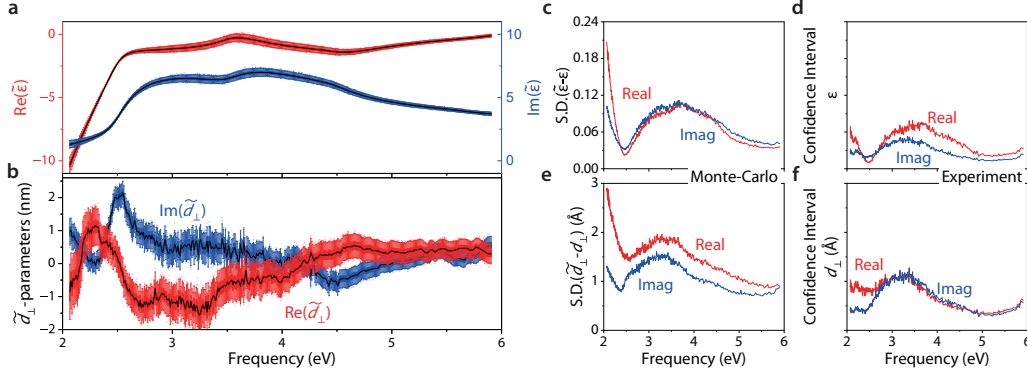 a
0
−5
−10
Re(ε̃)
10
5
0
Im(ε̃)
b
2
1
0
−1
−2
d̃⊥-parameters (nm)
Im(d̃⊥)
Re(d̃⊥)
2 3 4 5 6
Frequency (eV)
c
0.24
0.18
0.12
0.06
0.00
S.D.(ε̃-ε)
Real
Imag
d
Confidence Interval
ε
Real
Imag
Monte-Carlo
Experiment
e
3
2
1
0
S.D.(d̃⊥-d⊥) (Å)
Real
Imag
2 3 4 5 6
Frequency (eV)
f
Confidence Interval
d⊥ (Å)
Real
Imag
2 3 4 5 6
Frequency (eV)